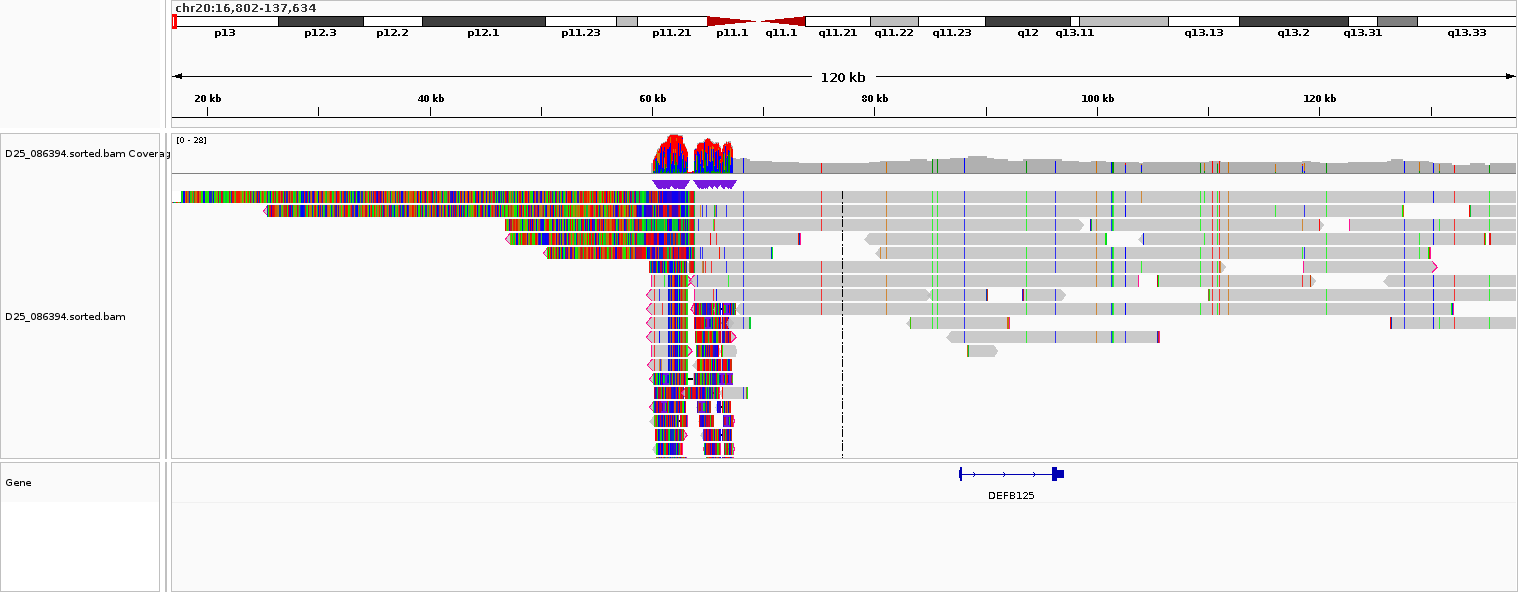 chr20:16,802-137,634
p13 p12.3 p12.2 p12.1 p11.23 p11.21 p11.1 q11.1 q11.21 q11.22 q11.23 q12 q13.11 q13.13 q13.2 q13.31 q13.33
120 kb
20 kb 40 kb 60 kb 80 kb 100 kb 120 kb
[0 - 28]
D25_086394.sorted.bam Coverag
D25_086394.sorted.bam
Gene
DEFB125